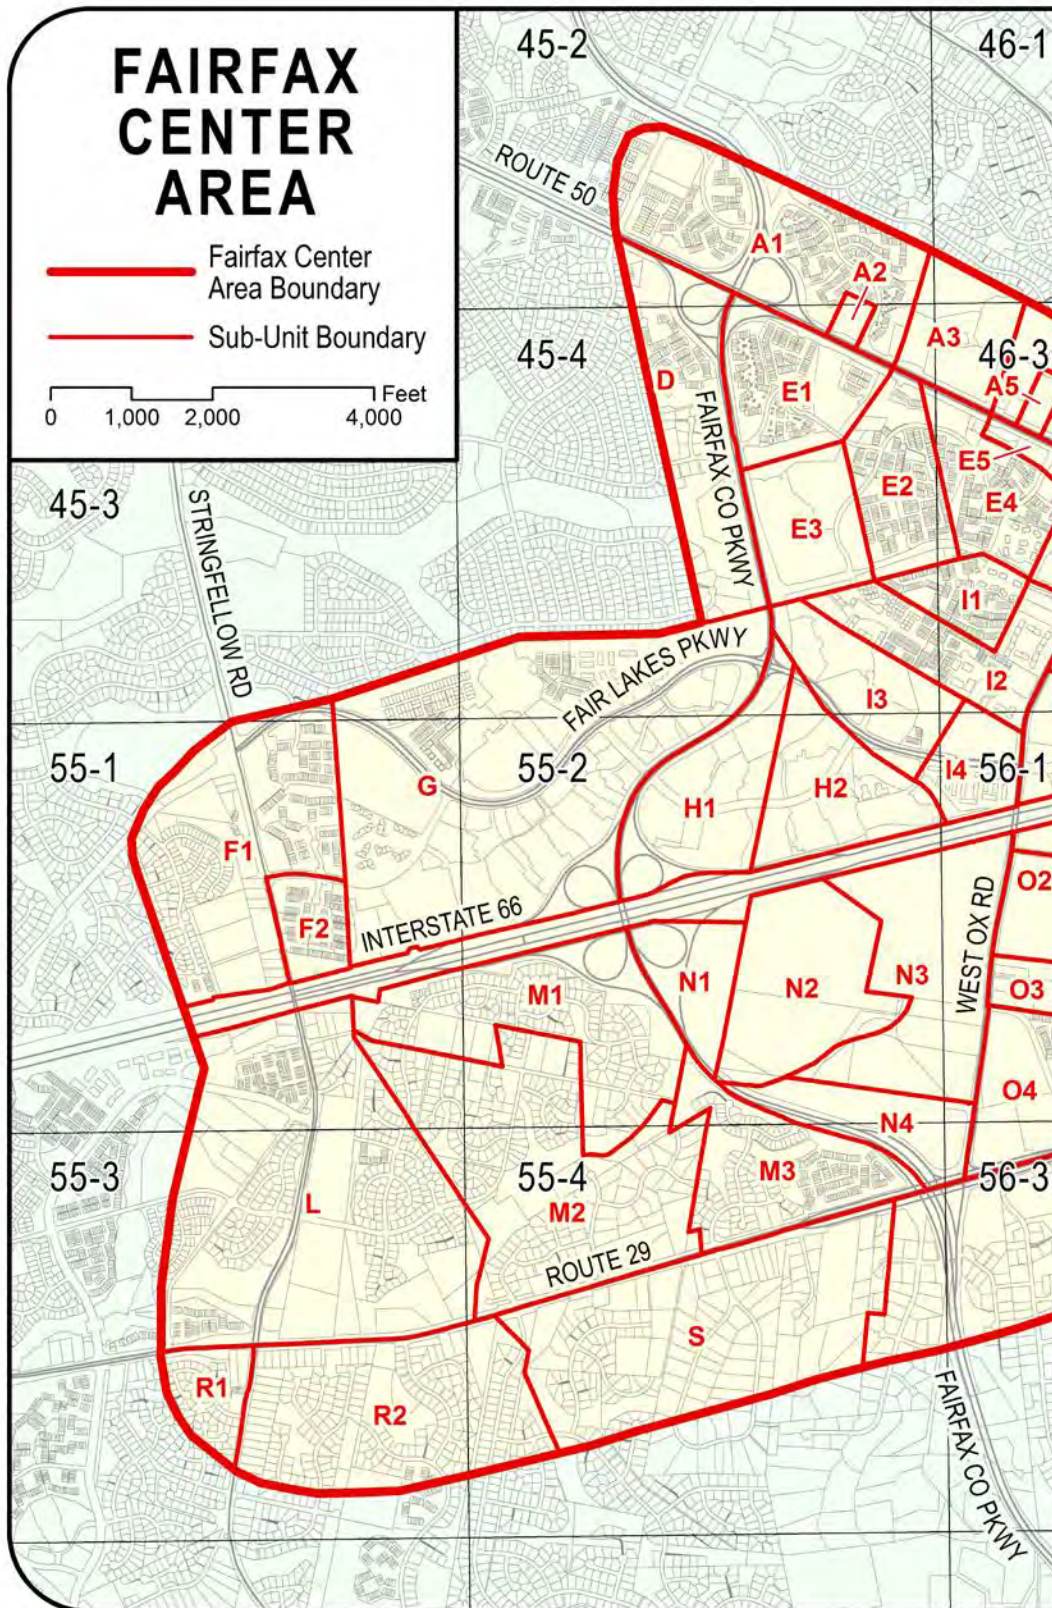 FAIRFAX
CENTER
AREA
Fairfax Center
Area Boundary
Sub-Unit Boundary
Feet
0 1,000 2,000 4,000
45-2
46-1
ROUTE 50
A1
A2
A3
45-4
46-3
A5
D
E1
FAIRFAX CO PKWY
E5
E2
E4
45-3
E3
STRINGFELLOW RD
I1
FAIR LAKES PKWY
I2
I3
55-1
55-2
I4
56-1
G
H2
H1
F1
O2
F2
INTERSTATE 66
WEST OX RD
N3
M1
N1
N2
O3
O4
N4
55-3
55-4
M3
56-3
L
M2
ROUTE 29
S
R1
R2
FAIRFAX CO PKWY